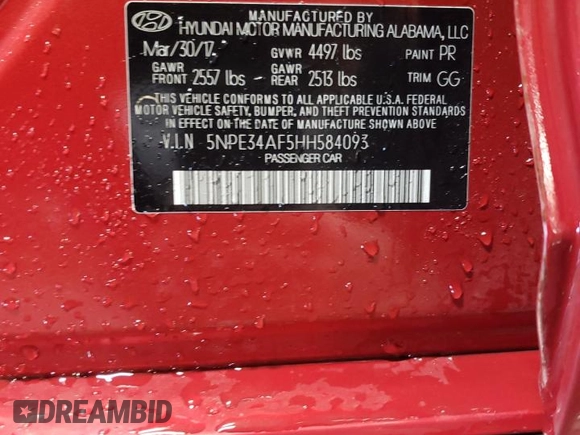 MANUFACTURED BY
HYUNDAI MOTOR MANUFACTURING ALABAMA, LLC
Mar/30/17 GVWR 4497 lbs PAINT PR
GAWR FRONT 2557 lbs GAWR REAR 2513 lbs TRIM GG
THIS VEHICLE CONFORMS TO ALL APPLICABLE U.S.A. FEDERAL
MOTOR VEHICLE SAFETY, BUMPER, AND THEFT PREVENTION STANDARDS
IN EFFECT ON THE DATE OF MANUFACTURE SHOWN ABOVE.
V.I.N 5NPE34AF5HH584093
PASSENGER CAR
DREAMBID